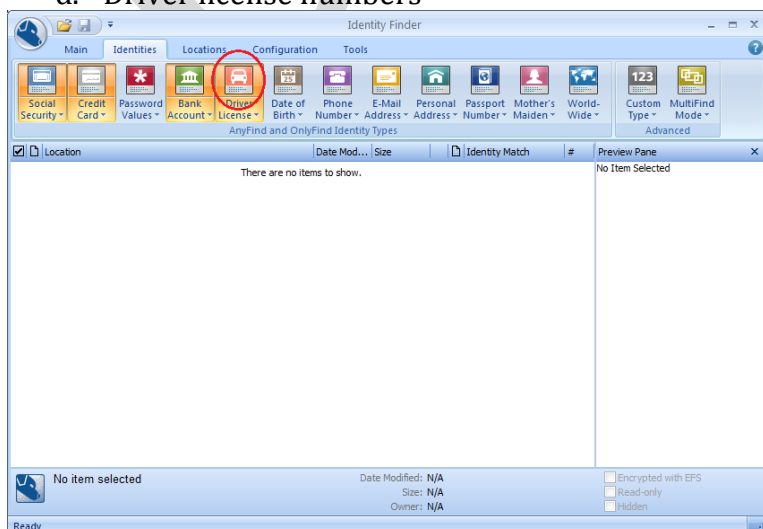 a. Driver license numbers
Identity Finder
Main Identities Locations Configuration Tools
Social Security Credit Card Password Values Bank Account Driver License Date of Birth Phone Number E-Mail Address Personal Address Passport Number Mother's Maiden World-Wide 123 Custom Type MultiFind Mode
25
AnyFind and OnlyFind Identity Types Advanced
Location Date Mod... Size Identity Match # Preview Pane
There are no items to show. No Item Selected
No item selected Date Modified: N/A Encrypted with EFS
Size: N/A Read-only
Owner: N/A Hidden
Ready